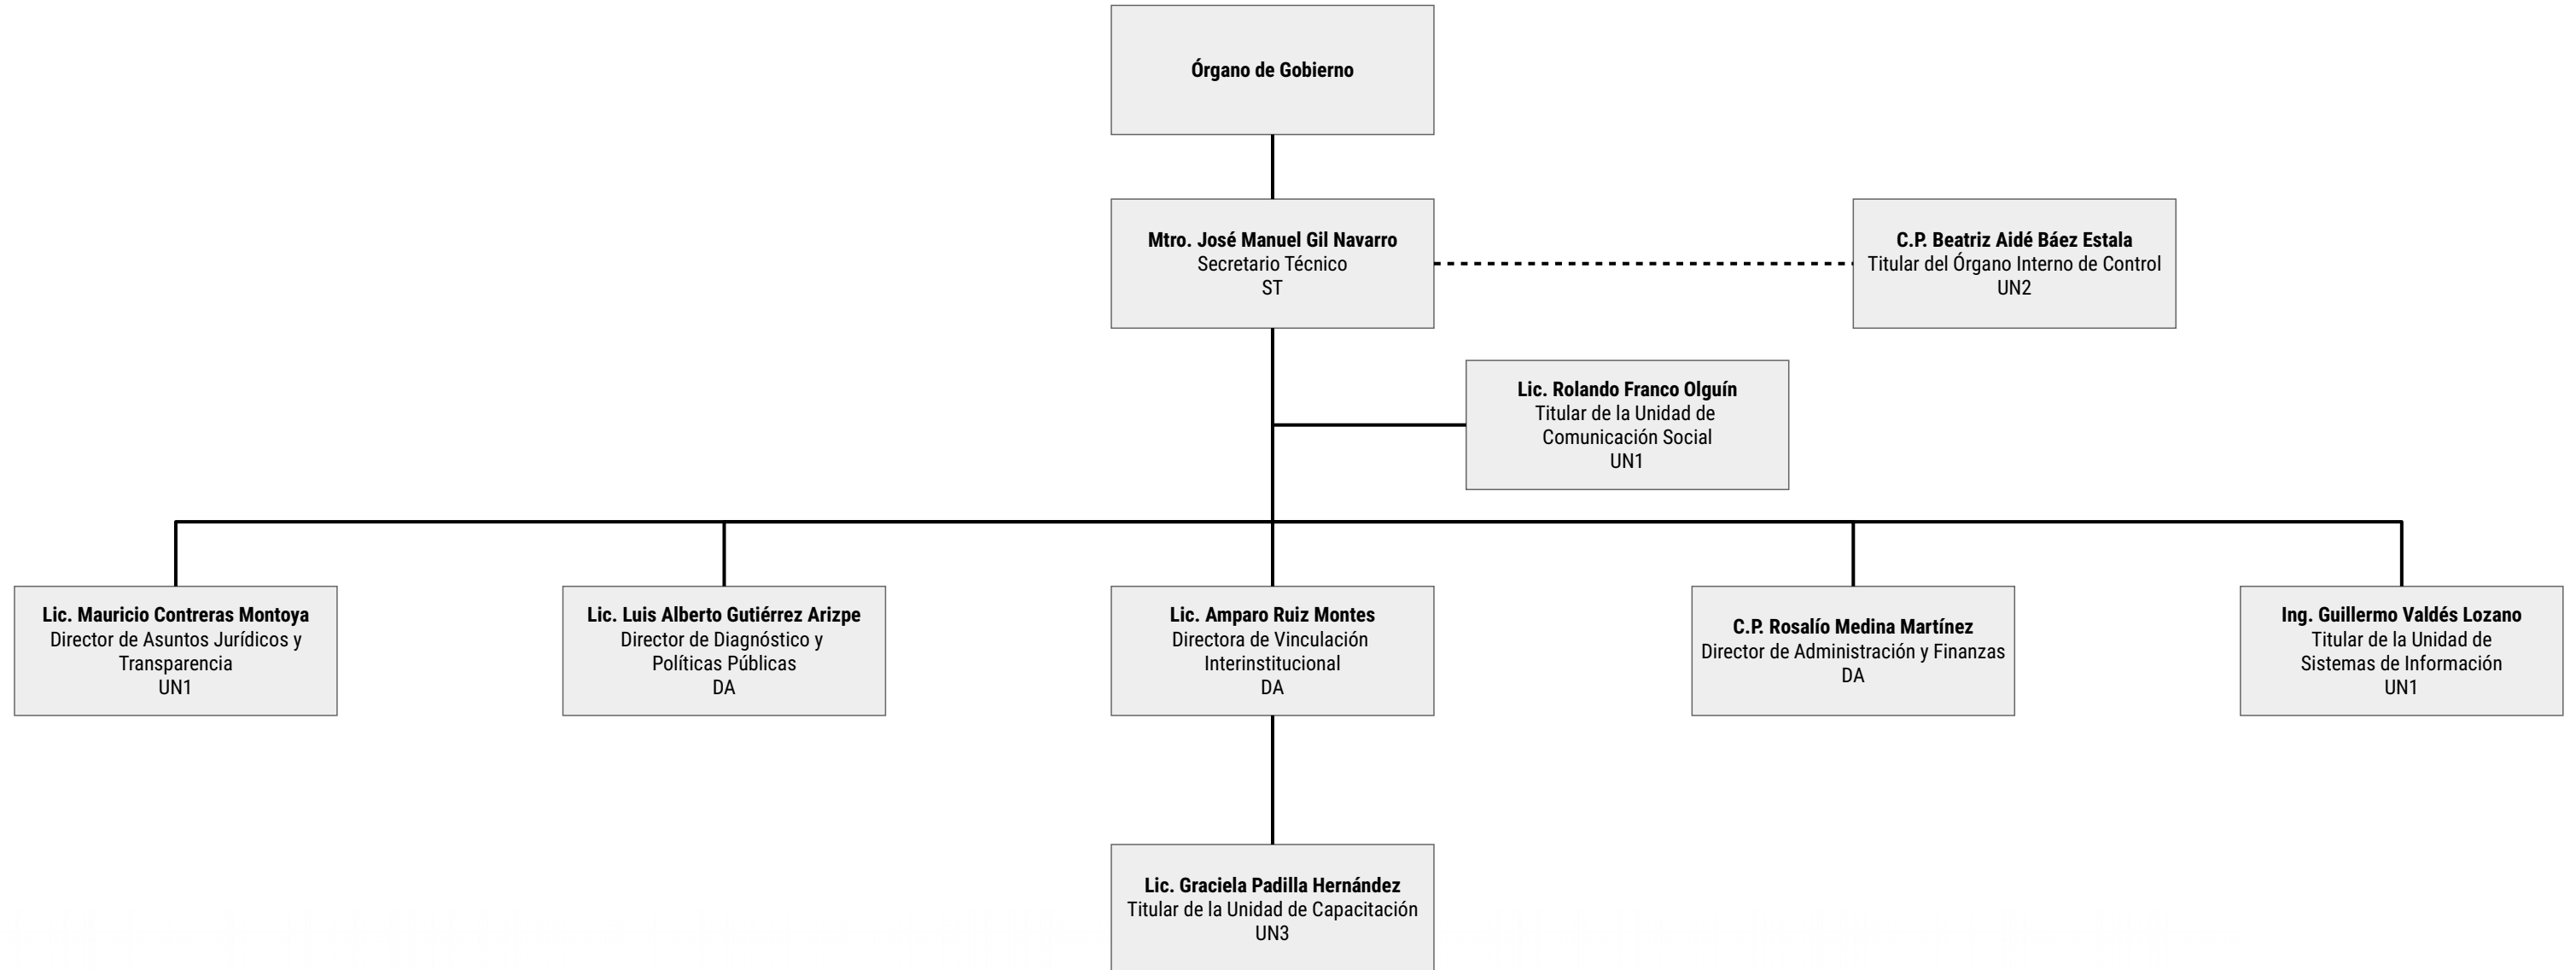 Órgano de Gobierno
Mtro. José Manuel Gil Navarro
Secretario Técnico
ST
C.P. Beatriz Aidé Báez Estala
Titular del Órgano Interno de Control
UN2
Lic. Rolando Franco Olguín
Titular de la Unidad de
Comunicación Social
UN1
Lic. Mauricio Contreras Montoya
Director de Asuntos Jurídicos y
Transparencia
UN1
Lic. Luis Alberto Gutiérrez Arizpe
Director de Diagnóstico y
Políticas Públicas
DA
Lic. Amparo Ruiz Montes
Directora de Vinculación
Interinstitucional
DA
C.P. Rosalío Medina Martínez
Director de Administración y Finanzas
DA
Ing. Guillermo Valdés Lozano
Titular de la Unidad de
Sistemas de Información
UN1
Lic. Graciela Padilla Hernández
Titular de la Unidad de Capacitación
UN3